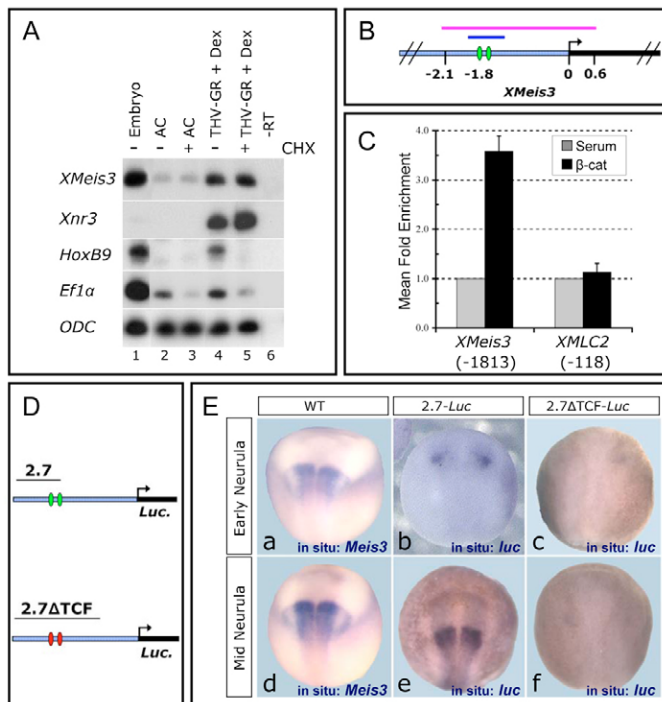 A
Embryo
AC
AC
THV-GR + Dex
THV-GR + Dex
-RT
- - + - + CHX
XMeis3
Xnr3
HoxB9
Ef1α
ODC
1 2 3 4 5 6
B
-2.1 -1.8 0 0.6
XMeis3
C
Mean Fold Enrichment
4.0
3.0
2.0
1.0
0.0
Serum
β-cat
XMeis3 XMLC2
(-1813) (-118)
D
2.7
Luc.
2.7ΔTCF
Luc.
E
WT 2.7-Luc 2.7ΔTCF-Luc
Early Neurula
a in situ: Meis3
b in situ: luc
c in situ: luc
Mid Neurula
d in situ: Meis3
e in situ: luc
f in situ: luc